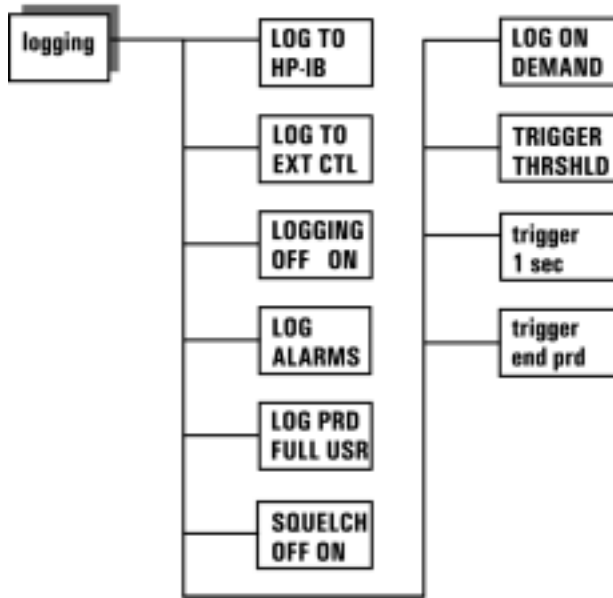 logging
LOG TO
HP-IB
LOG TO
EXT CTL
LOGGING
OFF ON
LOG
ALARMS
LOG PRD
FULL USR
SQUELCH
OFF ON
LOG ON
DEMAND
TRIGGER
THRSHLD
trigger
1 sec
trigger
end prd